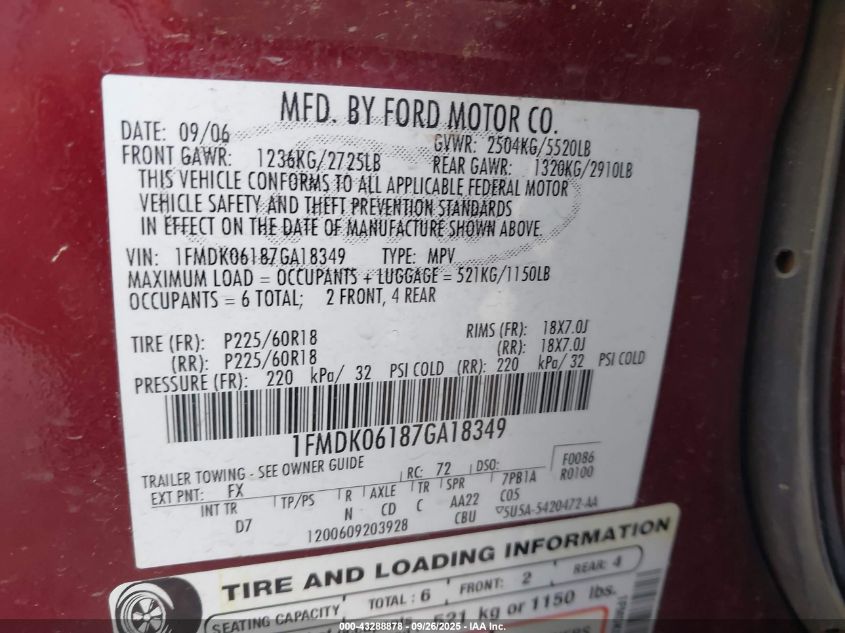 MFD. BY FORD MOTOR CO.
DATE: 09/06 GVWR: 2504KG/5520LB
FRONT GAWR: 1236KG/2725LB REAR GAWR: 1320KG/2910LB
THIS VEHICLE CONFORMS TO ALL APPLICABLE FEDERAL MOTOR
VEHICLE SAFETY AND THEFT PREVENTION STANDARDS
IN EFFECT ON THE DATE OF MANUFACTURE SHOWN ABOVE.
VIN: 1FMDK06187GA18349 TYPE: MPV
MAXIMUM LOAD = OCCUPANTS + LUGGAGE = 521KG/1150LB
OCCUPANTS = 6 TOTAL; 2 FRONT, 4 REAR
TIRE (FR): P225/60R18 RIMS (FR): 18X7.0J
(RR): P225/60R18 (RR): 18X7.0J
PRESSURE (FR): 220 kPa/ 32 PSI COLD (RR): 220 kPa/ 32 PSI COLD
1FMDK06187GA18349
TRAILER TOWING - SEE OWNER GUIDE RC: 72 DSO: F0086
EXT PNT: FX R0100
INT TR TP/PS R AXLE TR SPR 7PB1A
D7 N CD C AA22 C05
1200609203928 CBU 5U5A-5420472-AA
TIRE AND LOADING INFORMATION
SEATING CAPACITY TOTAL: 6 FRONT: 2 REAR: 4
521 kg or 1150 lbs.
000-43288878 - 09/26/2025 - IAA Inc.